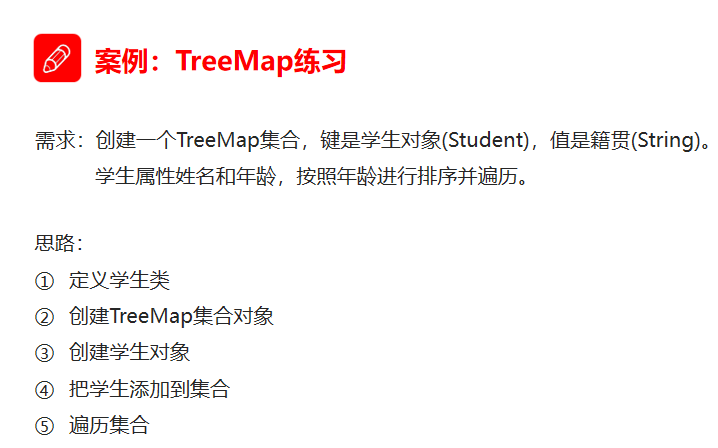 案例：TreeMap练习
需求：创建一个TreeMap集合，键是学生对象(Student)，值是籍贯(String)。
学生属性姓名和年龄，按照年龄进行排序并遍历。
思路：
① 定义学生类
② 创建TreeMap集合对象
③ 创建学生对象
④ 把学生添加到集合
⑤ 遍历集合